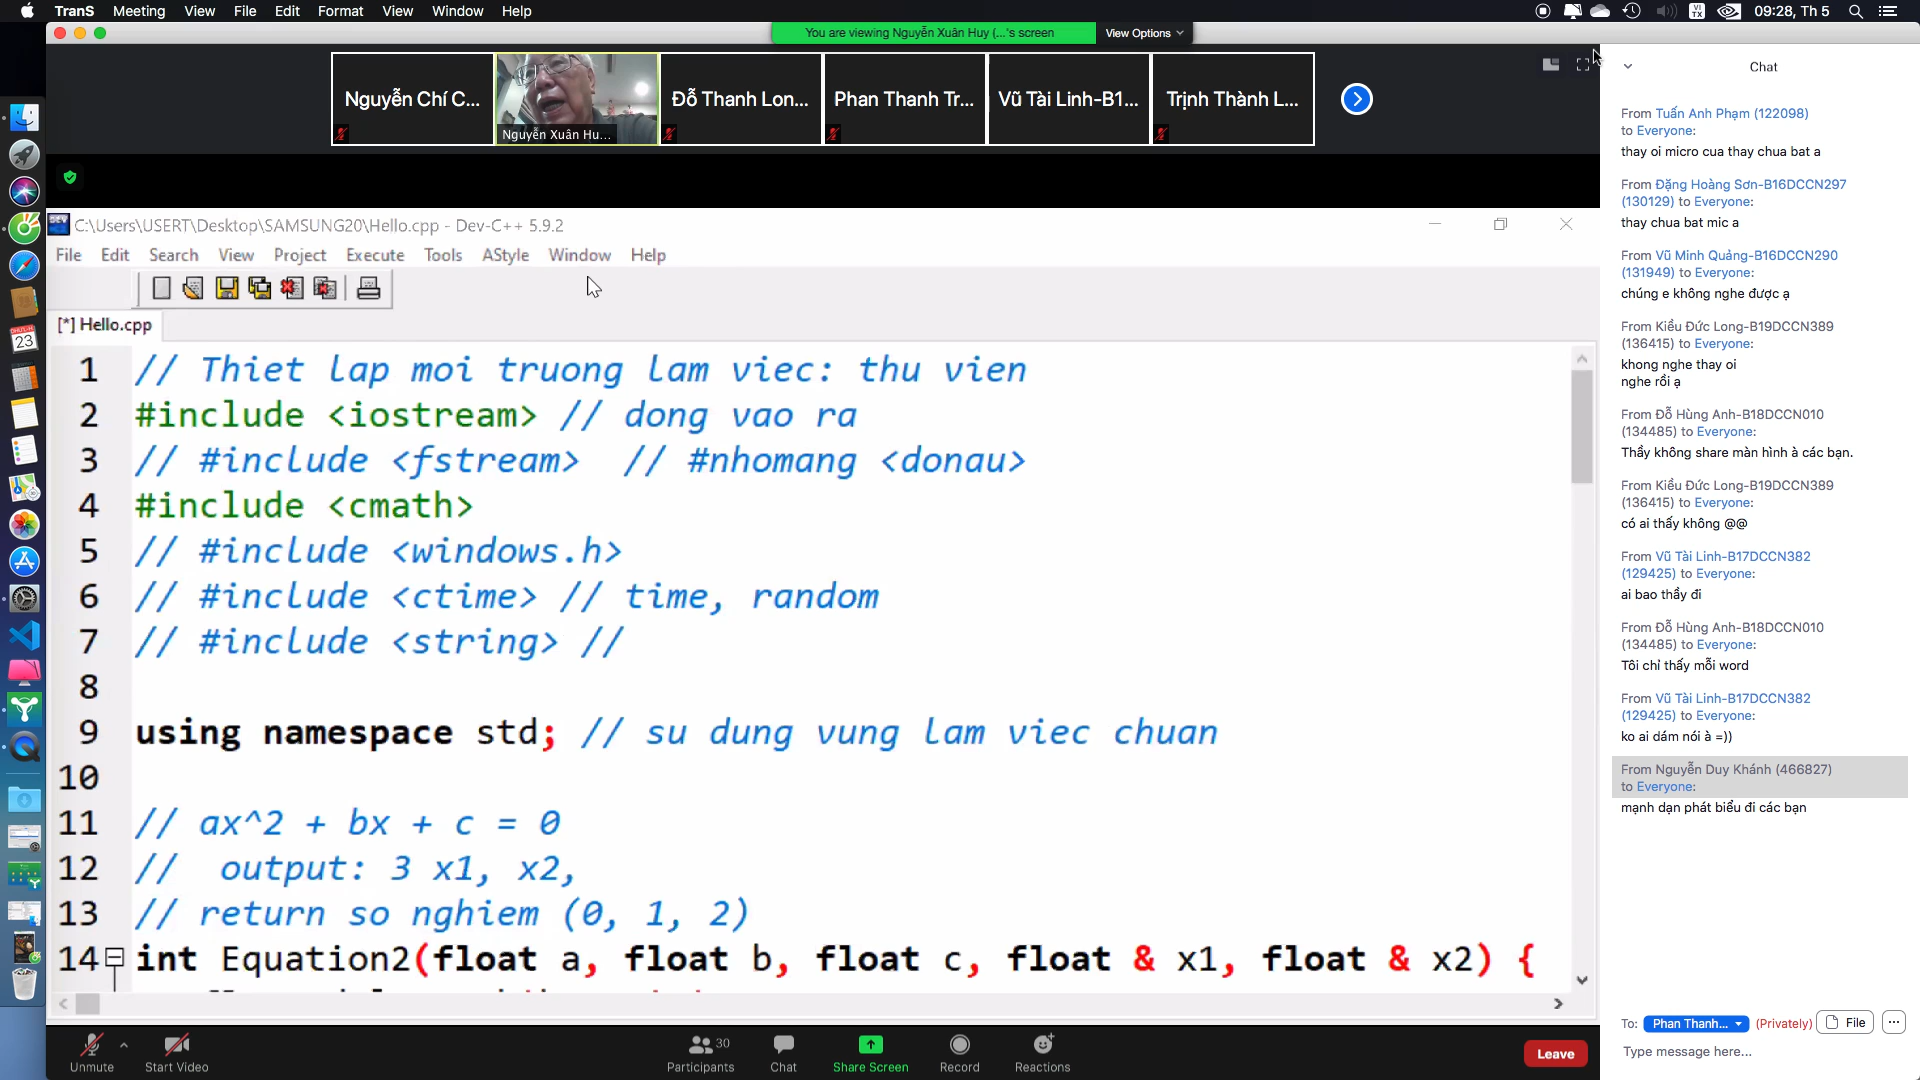 TranS Meeting View File Edit Format View Window Help
VI
TX
09:28, Th 5
You are viewing Nguyễn Xuân Huy (...'s screen
View Options
Nguyễn Chí C...
Nguyễn Xuân Hu...
Đỗ Thanh Lon...
Phan Thanh Tr...
Vũ Tài Linh-B1...
Trịnh Thành L...
C:\Users\USERT\Desktop\SAMSUNG20\Hello.cpp - Dev-C++ 5.9.2
File Edit Search View Project Execute Tools AStyle Window Help
[*] Hello.cpp
1 // Thiet lap moi truong lam viec: thu vien
2 #include <iostream> // dong vao ra
3 // #include <fstream> // #nhomang <donau>
4 #include <cmath>
5 // #include <windows.h>
6 // #include <ctime> // time, random
7 // #include <string> //
8
9 using namespace std; // su dung vung lam viec chuan
10
11 // ax^2 + bx + c = 0
12 // output: 3 x1, x2,
13 // return so nghiem (0, 1, 2)
14 int Equation2(float a, float b, float c, float & x1, float & x2) {
Unmute
Start Video
Participants
30
Chat
Share Screen
Record
Reactions
Leave
Chat
From Tuấn Anh Phạm (122098)
to Everyone:
thay oi micro cua thay chua bat a
From Đặng Hoàng Sơn-B16DCCN297
(130129) to Everyone:
thay chua bat mic a
From Vũ Minh Quảng-B16DCCN290
(131949) to Everyone:
chúng e không nghe được ạ
From Kiều Đức Long-B19DCCN389
(136415) to Everyone:
khong nghe thay oi
nghe rồi ạ
From Đỗ Hùng Anh-B18DCCN010
(134485) to Everyone:
Thầy không share màn hình à các bạn.
From Kiều Đức Long-B19DCCN389
(136415) to Everyone:
có ai thấy không @@
From Vũ Tài Linh-B17DCCN382
(129425) to Everyone:
ai bao thầy đi
From Đỗ Hùng Anh-B18DCCN010
(134485) to Everyone:
Tôi chỉ thấy mỗi word
From Vũ Tài Linh-B17DCCN382
(129425) to Everyone:
ko ai dám nói à =))
From Nguyễn Duy Khánh (466827)
to Everyone:
mạnh dạn phát biểu đi các bạn
To: Phan Thanh... (Privately) File ...
Type message here...
23